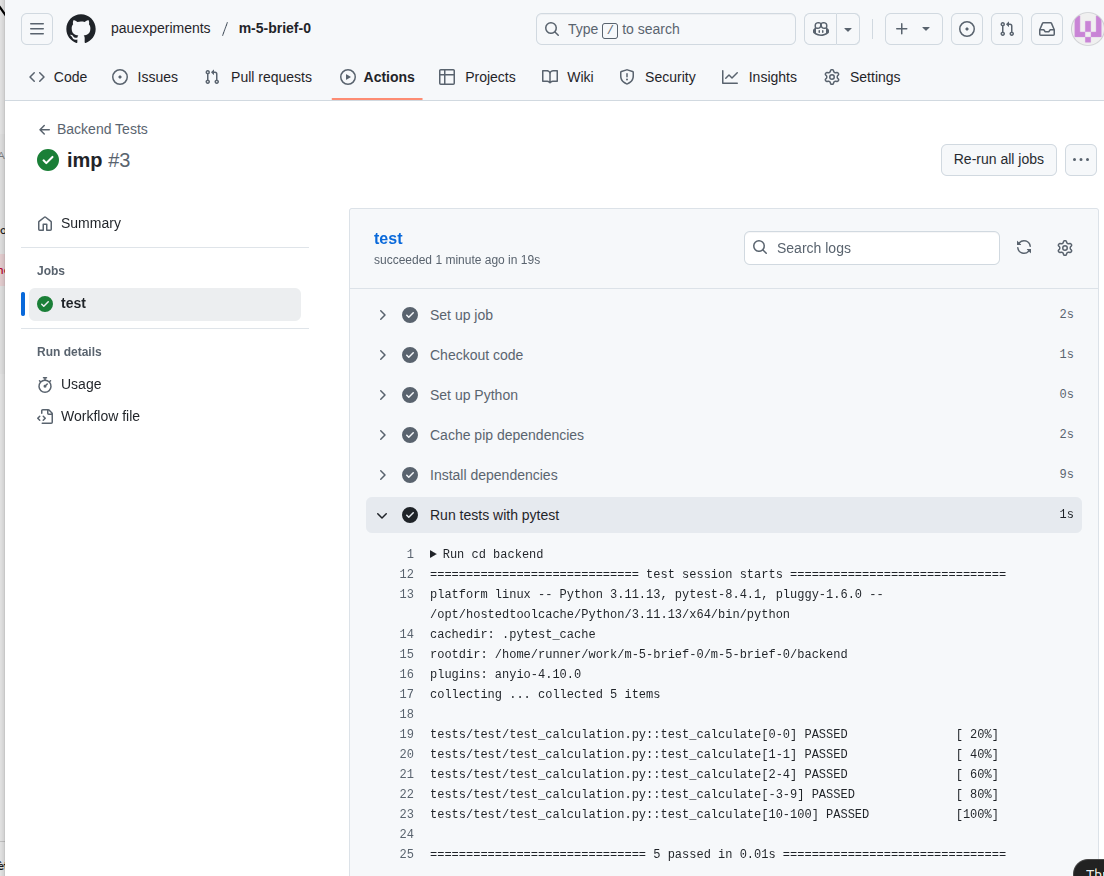 pauexperiments / m-5-brief-0
Type / to search
Code
Issues
Pull requests
Actions
Projects
Wiki
Security
Insights
Settings
Backend Tests
imp #3
Re-run all jobs
Summary
Jobs
test
Run details
Usage
Workflow file
test
succeeded 1 minute ago in 19s
Search logs
Set up job 2s
Checkout code 1s
Set up Python 0s
Cache pip dependencies 2s
Install dependencies 9s
Run tests with pytest 1s
1 Run cd backend
12 ============================= test session starts ==============================
13 platform linux -- Python 3.11.13, pytest-8.4.1, pluggy-1.6.0 --
/opt/hostedtoolcache/Python/3.11.13/x64/bin/python
14 cachedir: .pytest_cache
15 rootdir: /home/runner/work/m-5-brief-0/m-5-brief-0/backend
16 plugins: anyio-4.10.0
17 collecting ... collected 5 items
18
19 tests/test/test_calculation.py::test_calculate[0-0] PASSED [ 20%]
20 tests/test/test_calculation.py::test_calculate[1-1] PASSED [ 40%]
21 tests/test/test_calculation.py::test_calculate[2-4] PASSED [ 60%]
22 tests/test/test_calculation.py::test_calculate[-3-9] PASSED [ 80%]
23 tests/test/test_calculation.py::test_calculate[10-100] PASSED [100%]
24
25 ============================== 5 passed in 0.01s ===============================